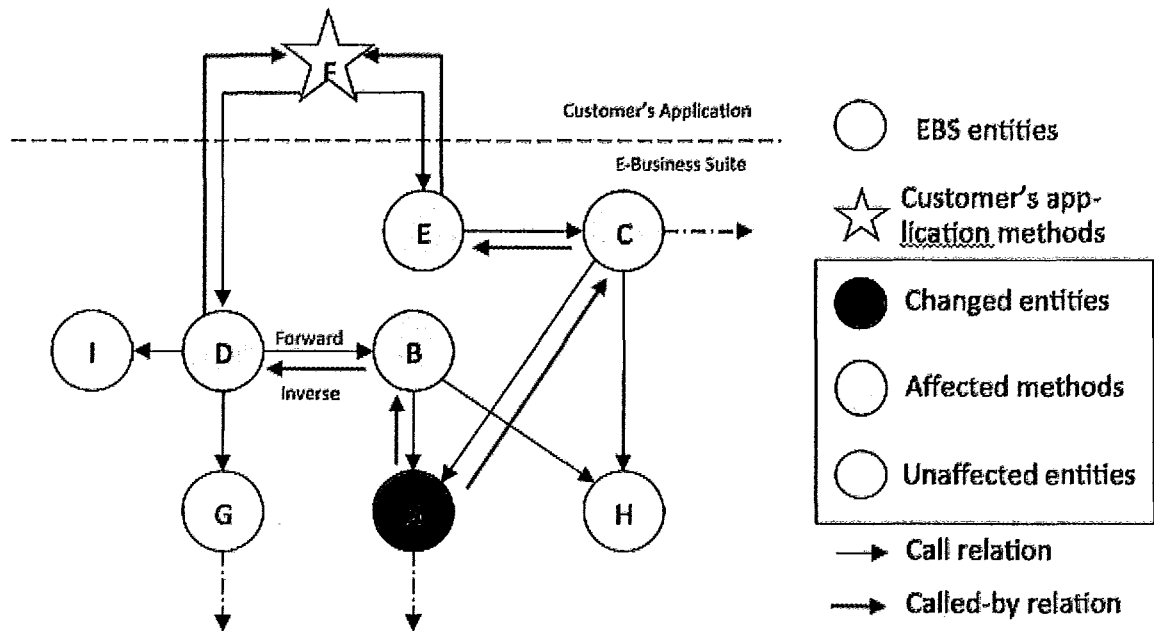 F
Customer's Application
E-Business Suite
E
C
I
D
Forward
B
Inverse
G
A
H
EBS entities
Customer's app-
lication methods
Changed entities
Affected methods
Unaffected entities
Call relation
Called-by relation